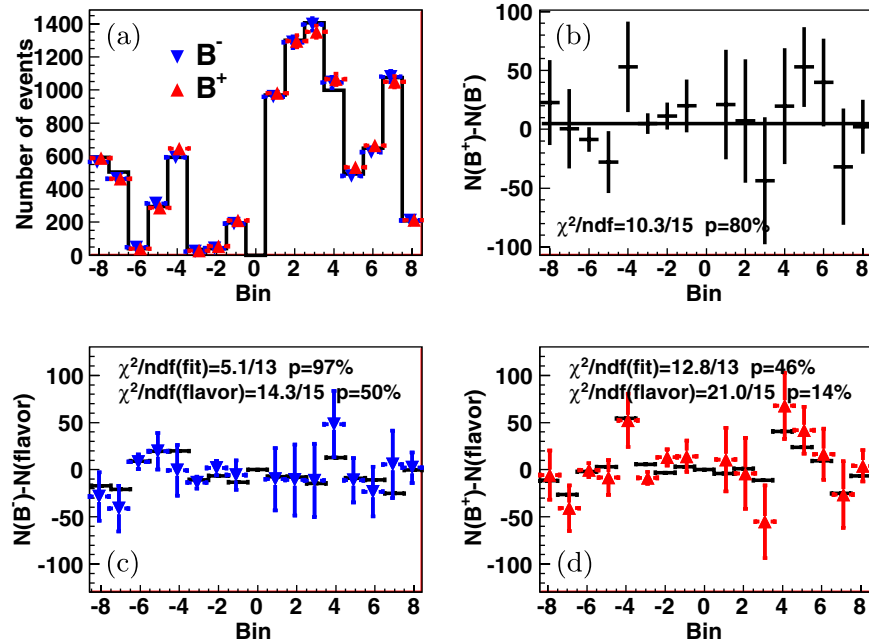 (a)
B-
B+
Number of events
1400
1200
1000
800
600
400
200
0
-8 -6 -4 -2 0 2 4 6 8
Bin
(b)
N(B+)-N(B-)
100
50
0
-50
-100
χ2/ndf=10.3/15 p=80%
-8 -6 -4 -2 0 2 4 6 8
Bin
χ2/ndf(fit)=5.1/13 p=97%
χ2/ndf(flavor)=14.3/15 p=50%
N(B-)-N(flavor)
100
50
0
-50
-100
(c)
-8 -6 -4 -2 0 2 4 6 8
Bin
χ2/ndf(fit)=12.8/13 p=46%
χ2/ndf(flavor)=21.0/15 p=14%
N(B+)-N(flavor)
100
50
0
-50
-100
(d)
-8 -6 -4 -2 0 2 4 6 8
Bin